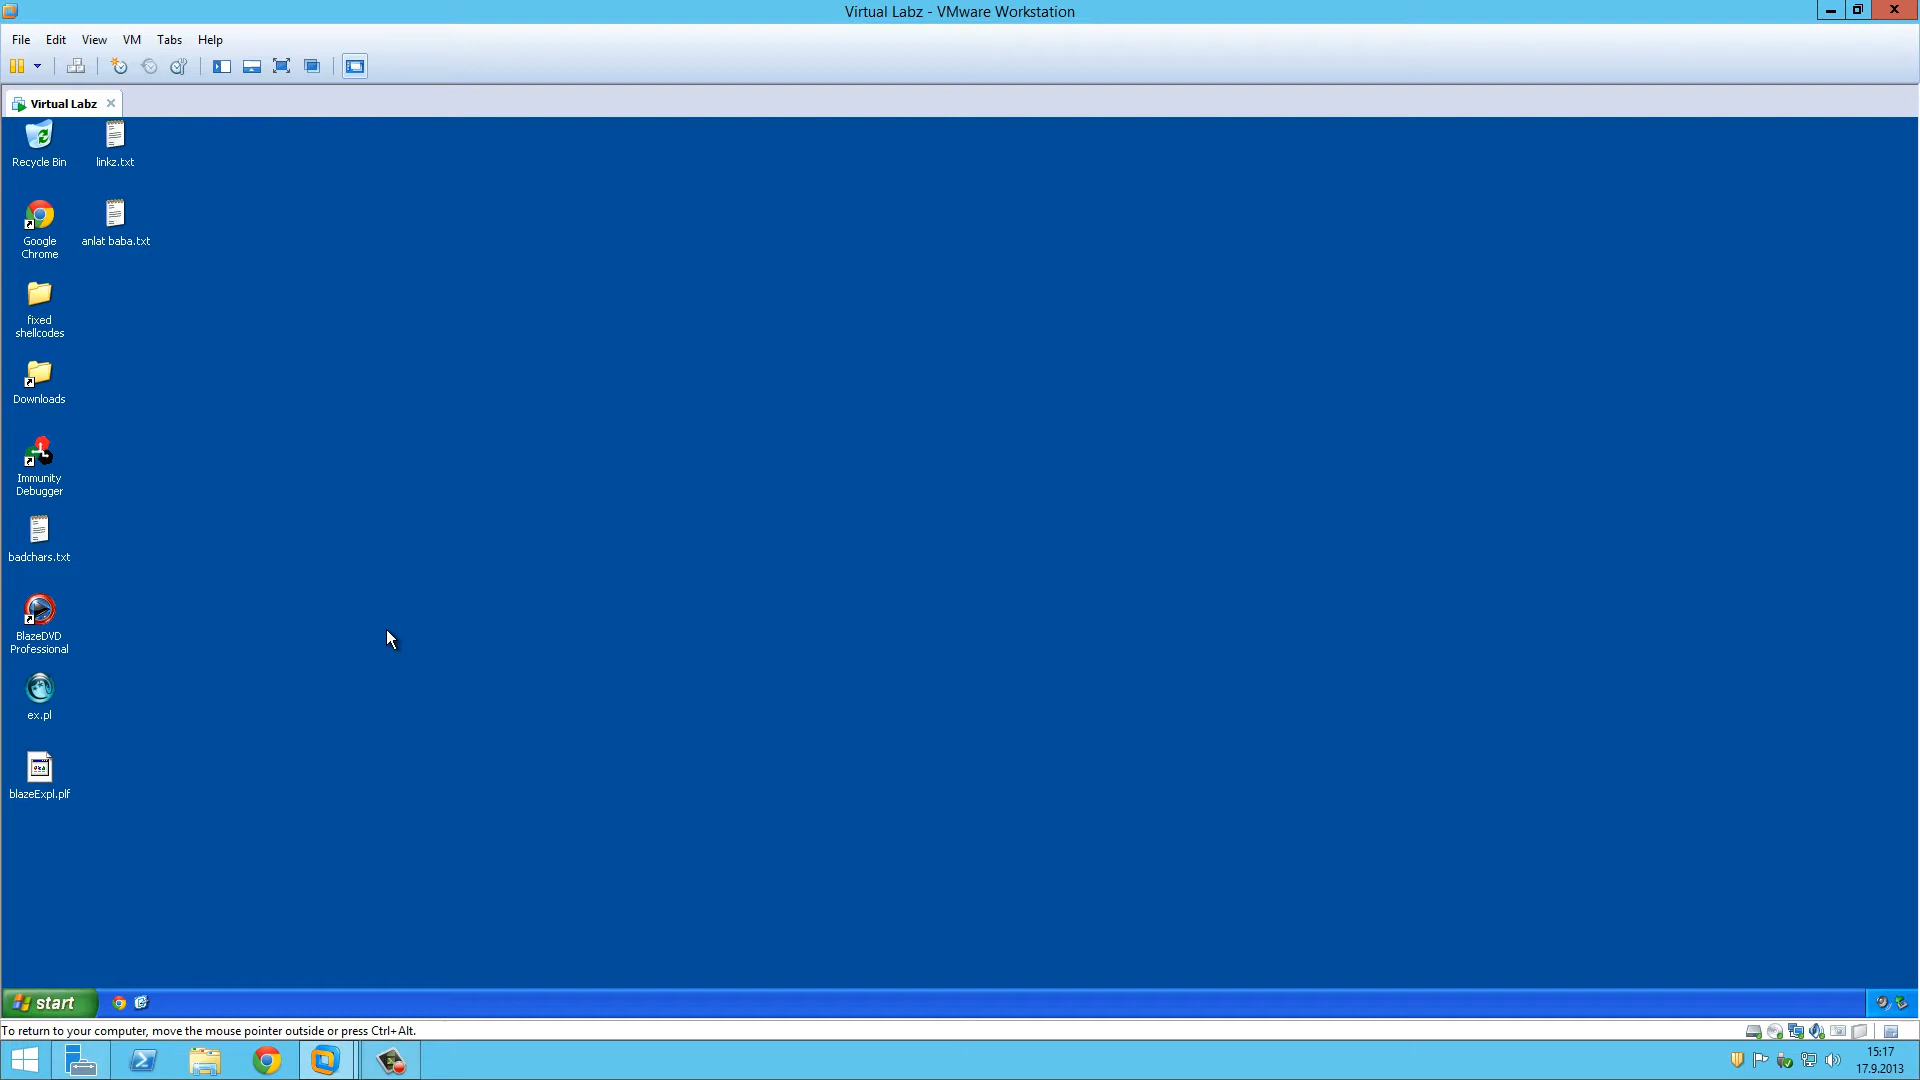 Virtual Labz - VMware Workstation
File Edit View VM Tabs Help
Virtual Labz
Recycle Bin
linkz.txt
Google
Chrome
anlat baba.txt
fixed
shellcodes
Downloads
Immunity
Debugger
badchars.txt
BlazeDVD
Professional
ex.pl
blazeExpl.plf
start
To return to your computer, move the mouse pointer outside or press Ctrl+Alt.
15:17
17.9.2013